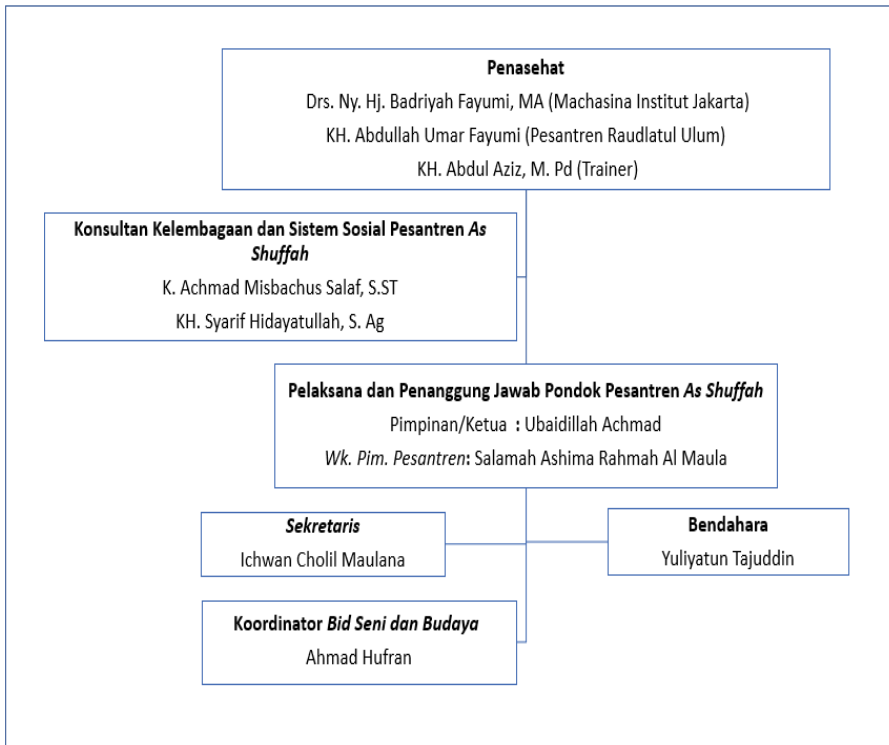 Penasehat
Drs. Ny. Hj. Badriyah Fayumi, MA (Machasina Institut Jakarta)
KH. Abdullah Umar Fayumi (Pesantren Raudlatul Ulum)
KH. Abdul Aziz, M. Pd (Trainer)
Konsultan Kelembagaan dan Sistem Sosial Pesantren As
Shuffah
K. Achmad Misbachus Salaf, S.ST
KH. Syarif Hidayatullah, S. Ag
Pelaksana dan Penanggung Jawab Pondok Pesantren As Shuffah
Pimpinan/Ketua : Ubaidillah Achmad
Wk. Pim. Pesantren: Salamah Ashima Rahmah Al Maula
Sekretaris
Ichwan Cholil Maulana
Bendahara
Yuliyatun Tajuddin
Koordinator Bid Seni dan Budaya
Ahmad Hufran